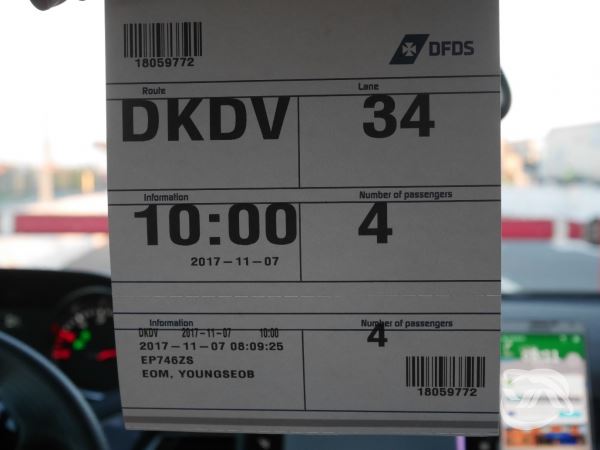 18059772
DFDS
Route
Lane
DKDV
34
Information
Number of passengers
10:00
4
2017-11-07
Information
Number of passengers
DKDV 2017-11-07 10:00
4
2017-11-07 08:09:25
EP746ZS
EOM, YOUNGSEOB
18059772